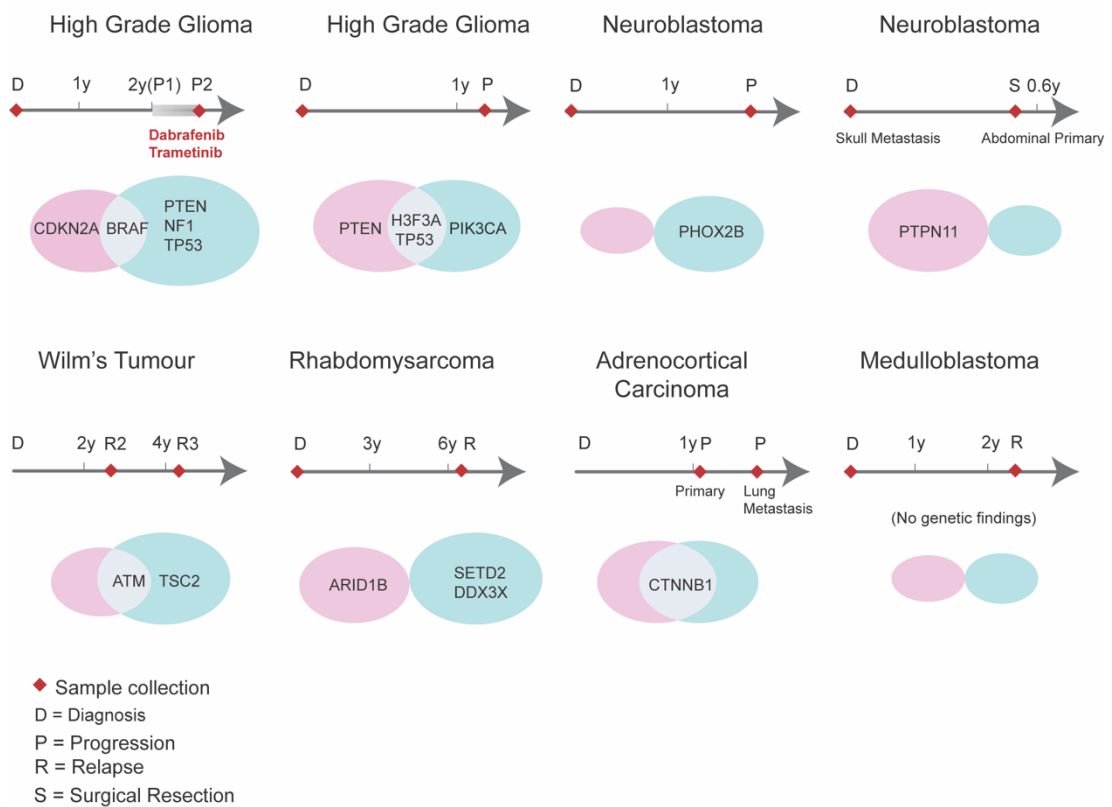 High Grade Glioma
D 1y 2y(P1) P2
Dabrafenib
Trametinib
CDKN2A BRAF PTEN
NF1
TP53
High Grade Glioma
D 1y P
PTEN H3F3A
TP53 PIK3CA
Neuroblastoma
D 1y P
PHOX2B
Neuroblastoma
D S 0.6y
Skull Metastasis Abdominal Primary
PTPN11
Wilm's Tumour
D 2y R2 4y R3
ATM TSC2
Rhabdomysarcoma
D 3y 6y R
ARID1B SETD2
DDX3X
Adrenocortical
Carcinoma
D 1y P P
Primary Lung
Metastasis
CTNNB1
Medulloblastoma
D 1y 2y R
(No genetic findings)
Sample collection
D = Diagnosis
P = Progression
R = Relapse
S = Surgical Resection